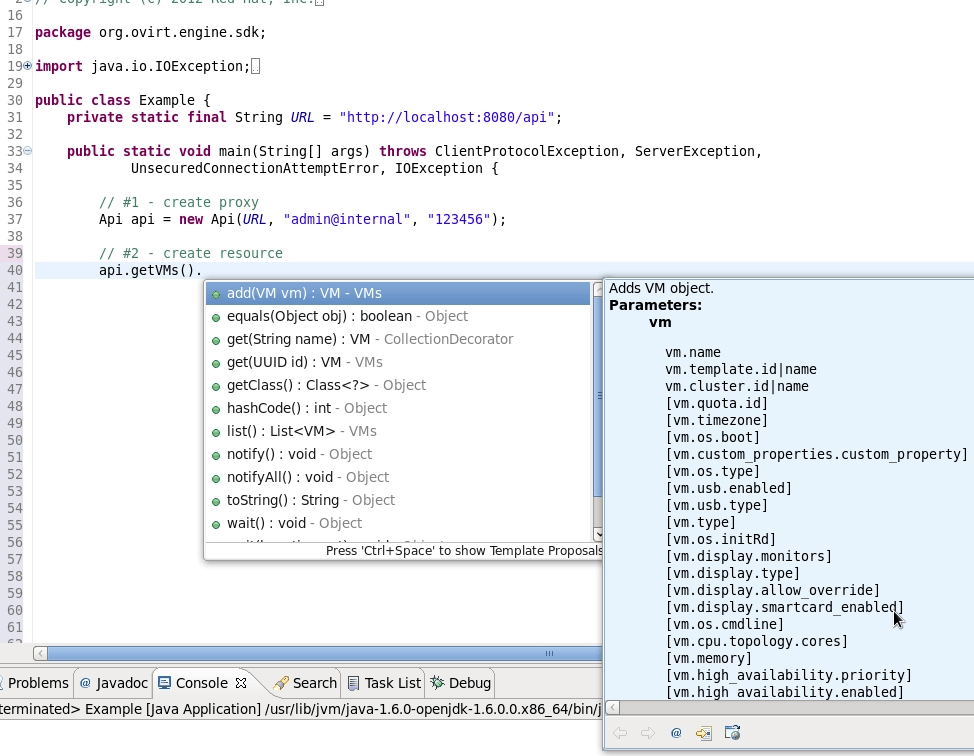 // Copyright (c) 2012 Red Hat, Inc.
16
17 package org.ovirt.engine.sdk;
18
19 import java.io.IOException;
29
30 public class Example {
31 private static final String URL = "http://localhost:8080/api";
32
33 public static void main(String[] args) throws ClientProtocolException, ServerException,
34 UnsecuredConnectionAttemptError, IOException {
35
36 // #1 - create proxy
37 Api api = new Api(URL, "admin@internal", "123456");
38
39 // #2 - create resource
40 api.getVMs().
41
42
43
44
45
46
47
48
49
50
51
52
53
54
55
56
57
58
59
60
61
62
add(VM vm) : VM - VMs
equals(Object obj) : boolean - Object
get(String name) : VM - CollectionDecorator
get(UUID id) : VM - VMs
getClass() : Class<?> - Object
hashCode() : int - Object
list() : List<VM> - VMs
notify() : void - Object
notifyAll() : void - Object
toString() : String - Object
wait() : void - Object
Press 'Ctrl+Space' to show Template Proposals
Adds VM object.
Parameters:
vm
vm.name
vm.template.id|name
vm.cluster.id|name
[vm.quota.id]
[vm.timezone]
[vm.os.boot]
[vm.custom_properties.custom_property]
[vm.os.type]
[vm.usb.enabled]
[vm.usb.type]
[vm.type]
[vm.os.initRd]
[vm.display.monitors]
[vm.display.type]
[vm.display.allow_override]
[vm.display.smartcard_enabled]
[vm.os.cmdline]
[vm.cpu.topology.cores]
[vm.memory]
[vm.high_availability.priority]
[vm.high_availability.enabled]
Problems @ Javadoc Console Search Task List Debug
terminated> Example [Java Application] /usr/lib/jvm/java-1.6.0-openjdk-1.6.0.0.x86_64/bin/j
@